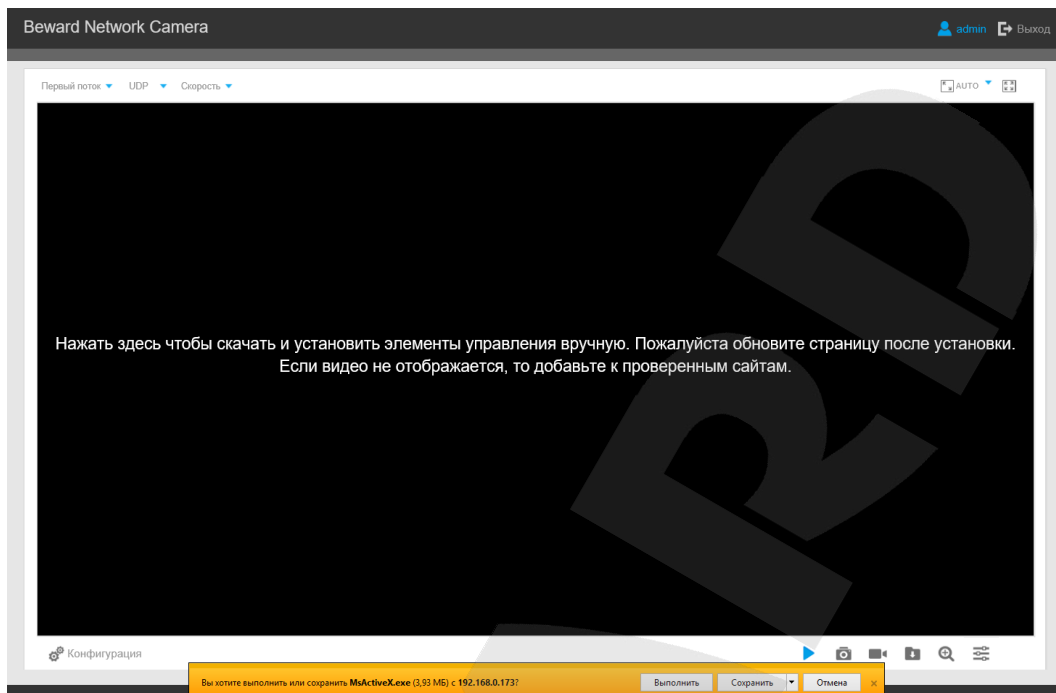 Beward Network Camera
admin Выход
Первый поток UDP Скорость AUTO
Нажать здесь чтобы скачать и установить элементы управления вручную. Пожалуйста обновите страницу после установки.
Если видео не отображается, то добавьте к проверенным сайтам.
Конфигурация
Вы хотите выполнить или сохранить MsActiveX.exe (3,93 МБ) с 192.168.0.173? Выполнить Сохранить Отмена ×